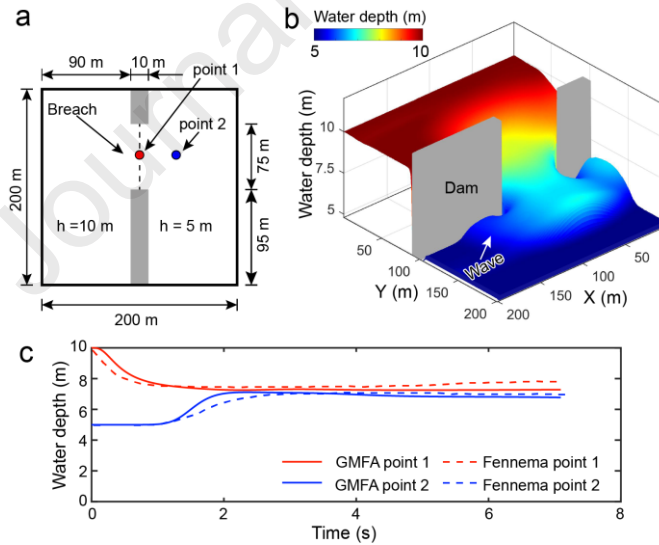 Journal
a
90 m
10 m
point 1
Breach
point 2
200 m
75 m
h =10 m
h = 5 m
95 m
200 m
b
Water depth (m)
5
10
Water depth (m)
10
7.5
5
Dam
Wave
50
100
150
200
Y (m)
50
100
150
200
X (m)
c
Water depth (m)
10
8
6
4
2
0
GMFA point 1
Fennema point 1
GMFA point 2
Fennema point 2
0
2
4
6
8
Time (s)